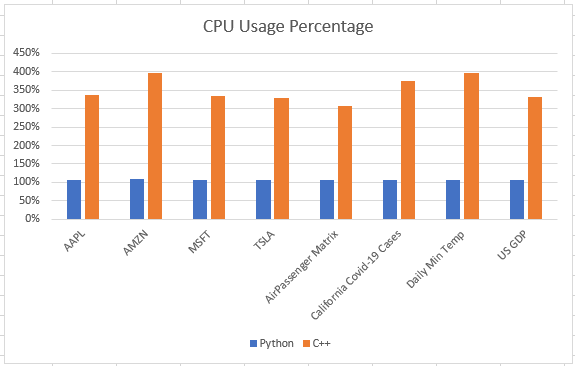 CPU Usage Percentage
450%
400%
350%
300%
250%
200%
150%
100%
50%
0%
AAPL
AMZN
MSFT
TSLA
AirPassenger Matrix
California Covid-19 Cases
Daily Min Temp
US GDP
Python C++